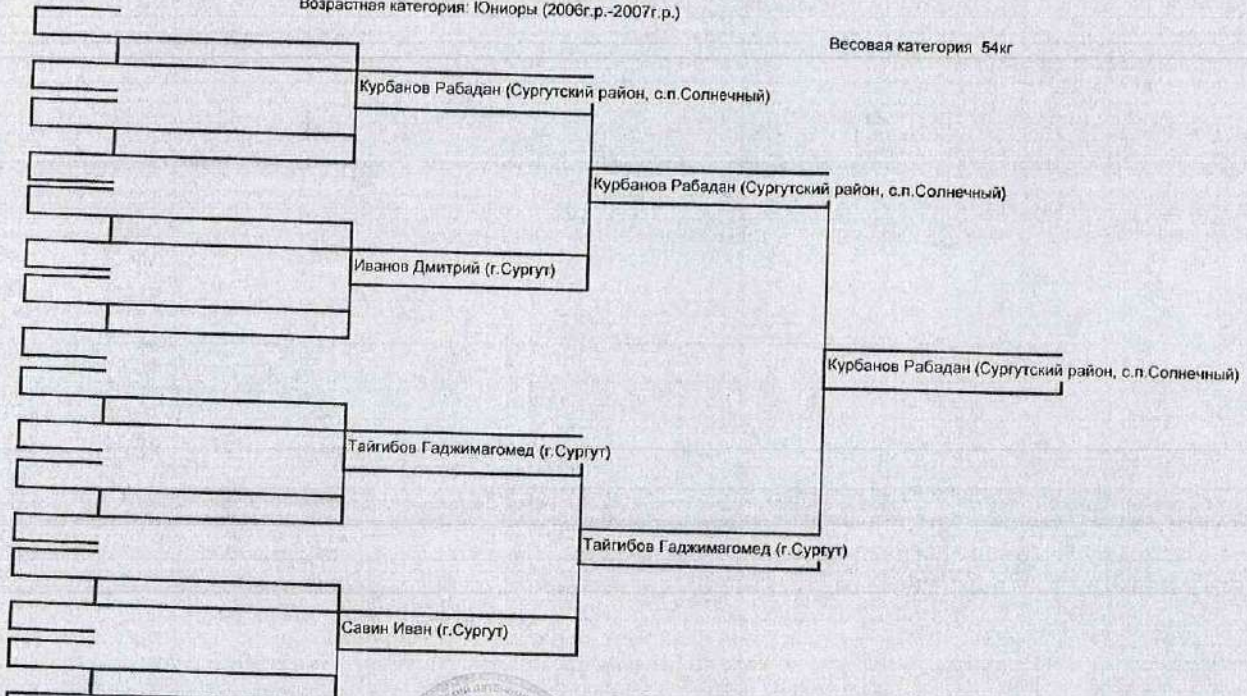 Возрастная категория: Юниоры (2006г.р.-2007г.р.)
Весовая категория 54кг
Курбанов Рабадан (Сургутский район, с.п.Солнечный)
Курбанов Рабадан (Сургутский район, с.п.Солнечный)
Иванов Дмитрий (г.Сургут)
Курбанов Рабадан (Сургутский район, с.п.Солнечный)
Тайгибов Гаджимагомед (г.Сургут)
Тайгибов Гаджимагомед (г.Сургут)
Савин Иван (г.Сургут)